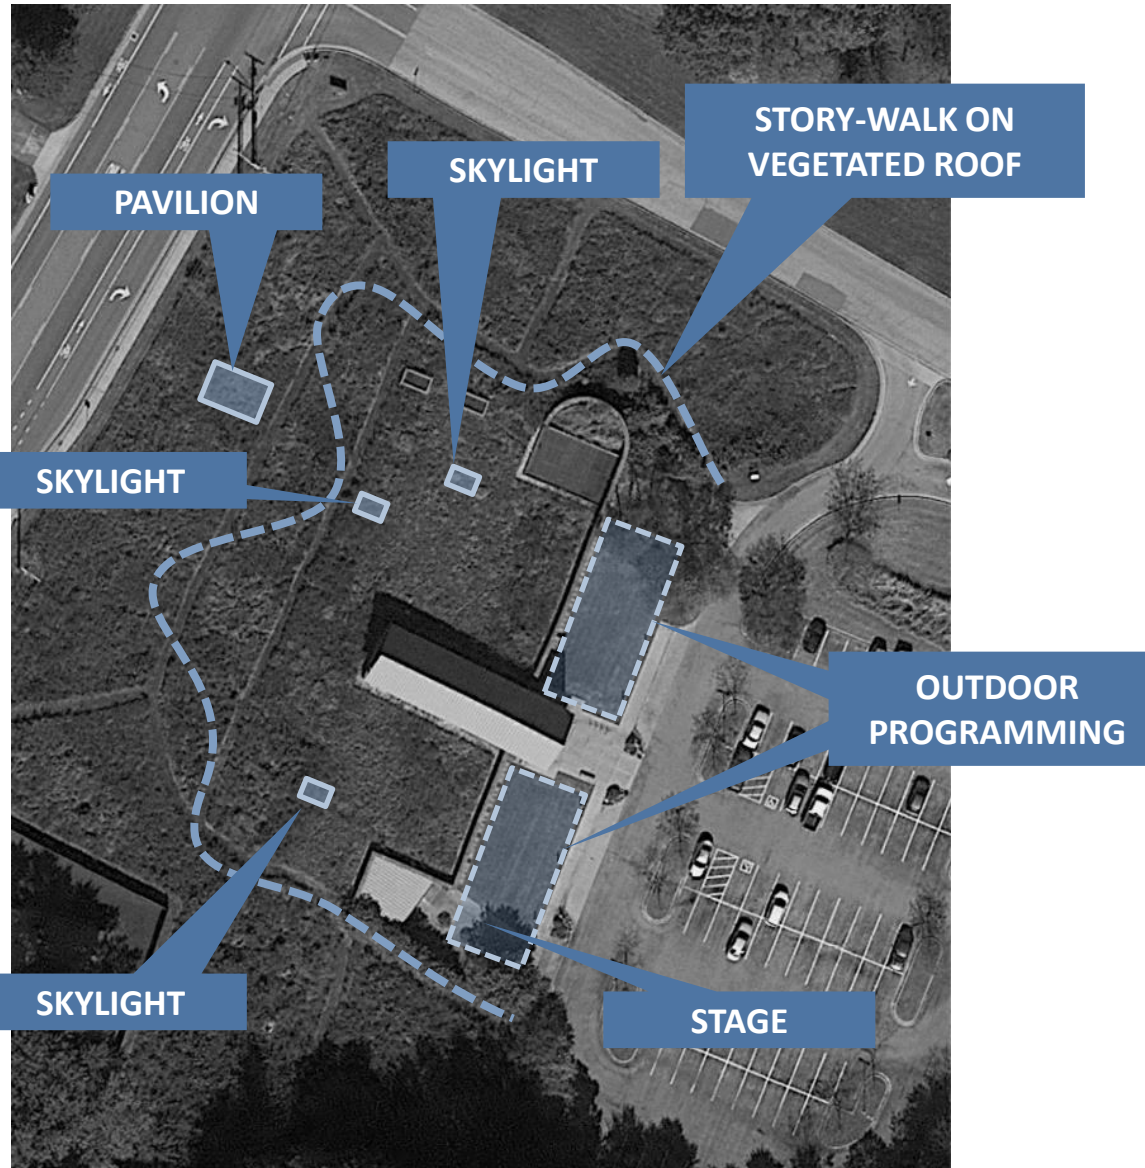 STORY-WALK ON
VEGETATED ROOF
SKYLIGHT
PAVILION
SKYLIGHT
OUTDOOR
PROGRAMMING
SKYLIGHT
STAGE